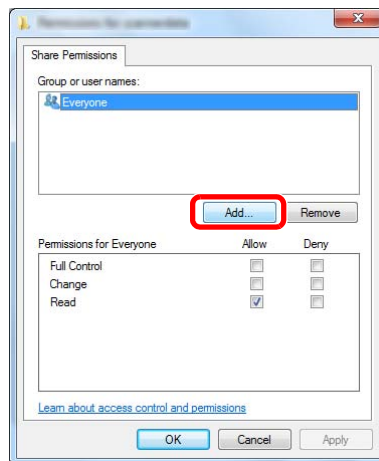 Share Permissions
Group or user names:
Everyone
Add...
Remove
Permissions for Everyone
Allow
Deny
Full Control
Change
Read
Learn about access control and permissions
OK
Cancel
Apply